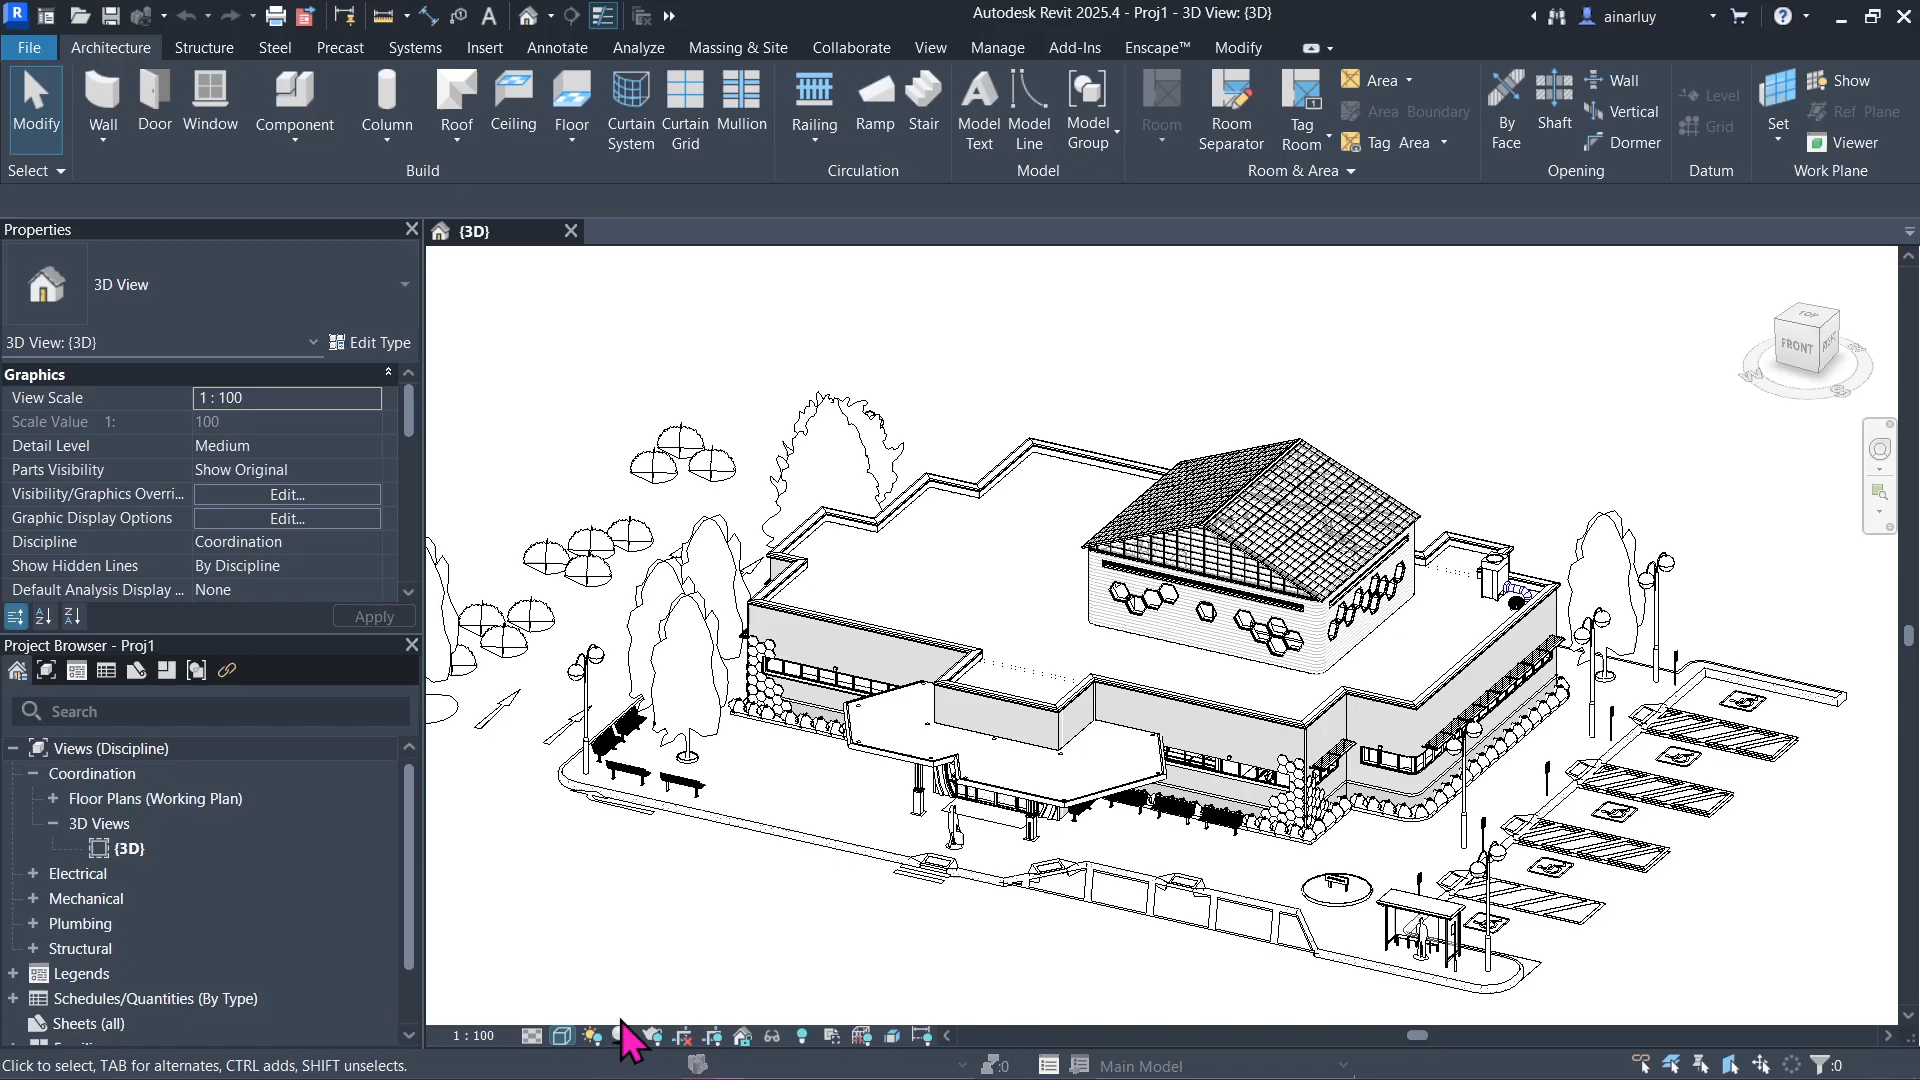 Autodesk Revit 2025.4 - Proj1 - 3D View: {3D}
ainarluy
File Architecture Structure Steel Precast Systems Insert Annotate Analyze Massing & Site Collaborate View Manage Add-Ins Enscape™ Modify
Modify
Wall
Door
Window
Component
Column
Roof
Ceiling
Floor
Curtain System
Curtain Grid
Mullion
Railing
Ramp
Stair
Model Text
Model Line
Model Group
Room
Room Separator
Tag Room
Area
Area Boundary
Tag Area
By Face
Shaft
Wall
Vertical
Dormer
Level
Grid
Set
Show
Ref Plane
Viewer
Select Build Circulation Model Room & Area Opening Datum Work Plane
Properties
{3D}
3D View
3D View: {3D} Edit Type
Graphics
View Scale 1 : 100
Scale Value 1: 100
Detail Level Medium
Parts Visibility Show Original
Visibility/Graphics Overri... Edit...
Graphic Display Options Edit...
Discipline Coordination
Show Hidden Lines By Discipline
Default Analysis Display ... None
Apply
Project Browser - Proj1
Search
Views (Discipline)
Coordination
Floor Plans (Working Plan)
3D Views
{3D}
Electrical
Mechanical
Plumbing
Structural
Legends
Schedules/Quantities (By Type)
Sheets (all)
TOP
FRONT
1 : 100
Click to select, TAB for alternates, CTRL adds, SHIFT unselects.
:0
Main Model
:0